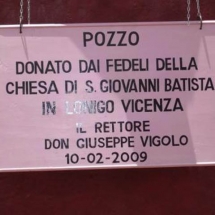 POZZO
DONATO DAI FEDELI DELLA
CHIESA DI S. GIOVANNI BATISTA
IN LONIGO VICENZA
IL RETTORE
DON GIUSEPPE VIGOLO
10-02-2009